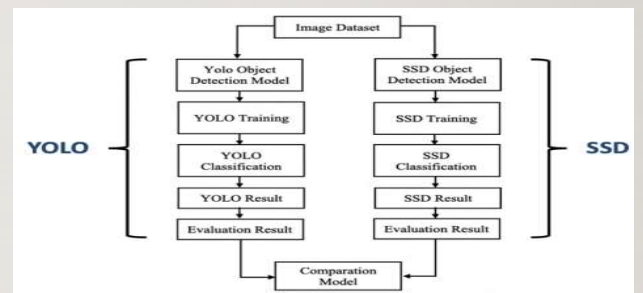 Image Dataset
Yolo Object
Detection Model
SSD Object
Detection Model
YOLO Training
SSD Training
YOLO
SSD
YOLO
Classification
SSD
Classification
YOLO Result
SSD Result
Evaluation Result
Evaluation Result
Comparation
Model